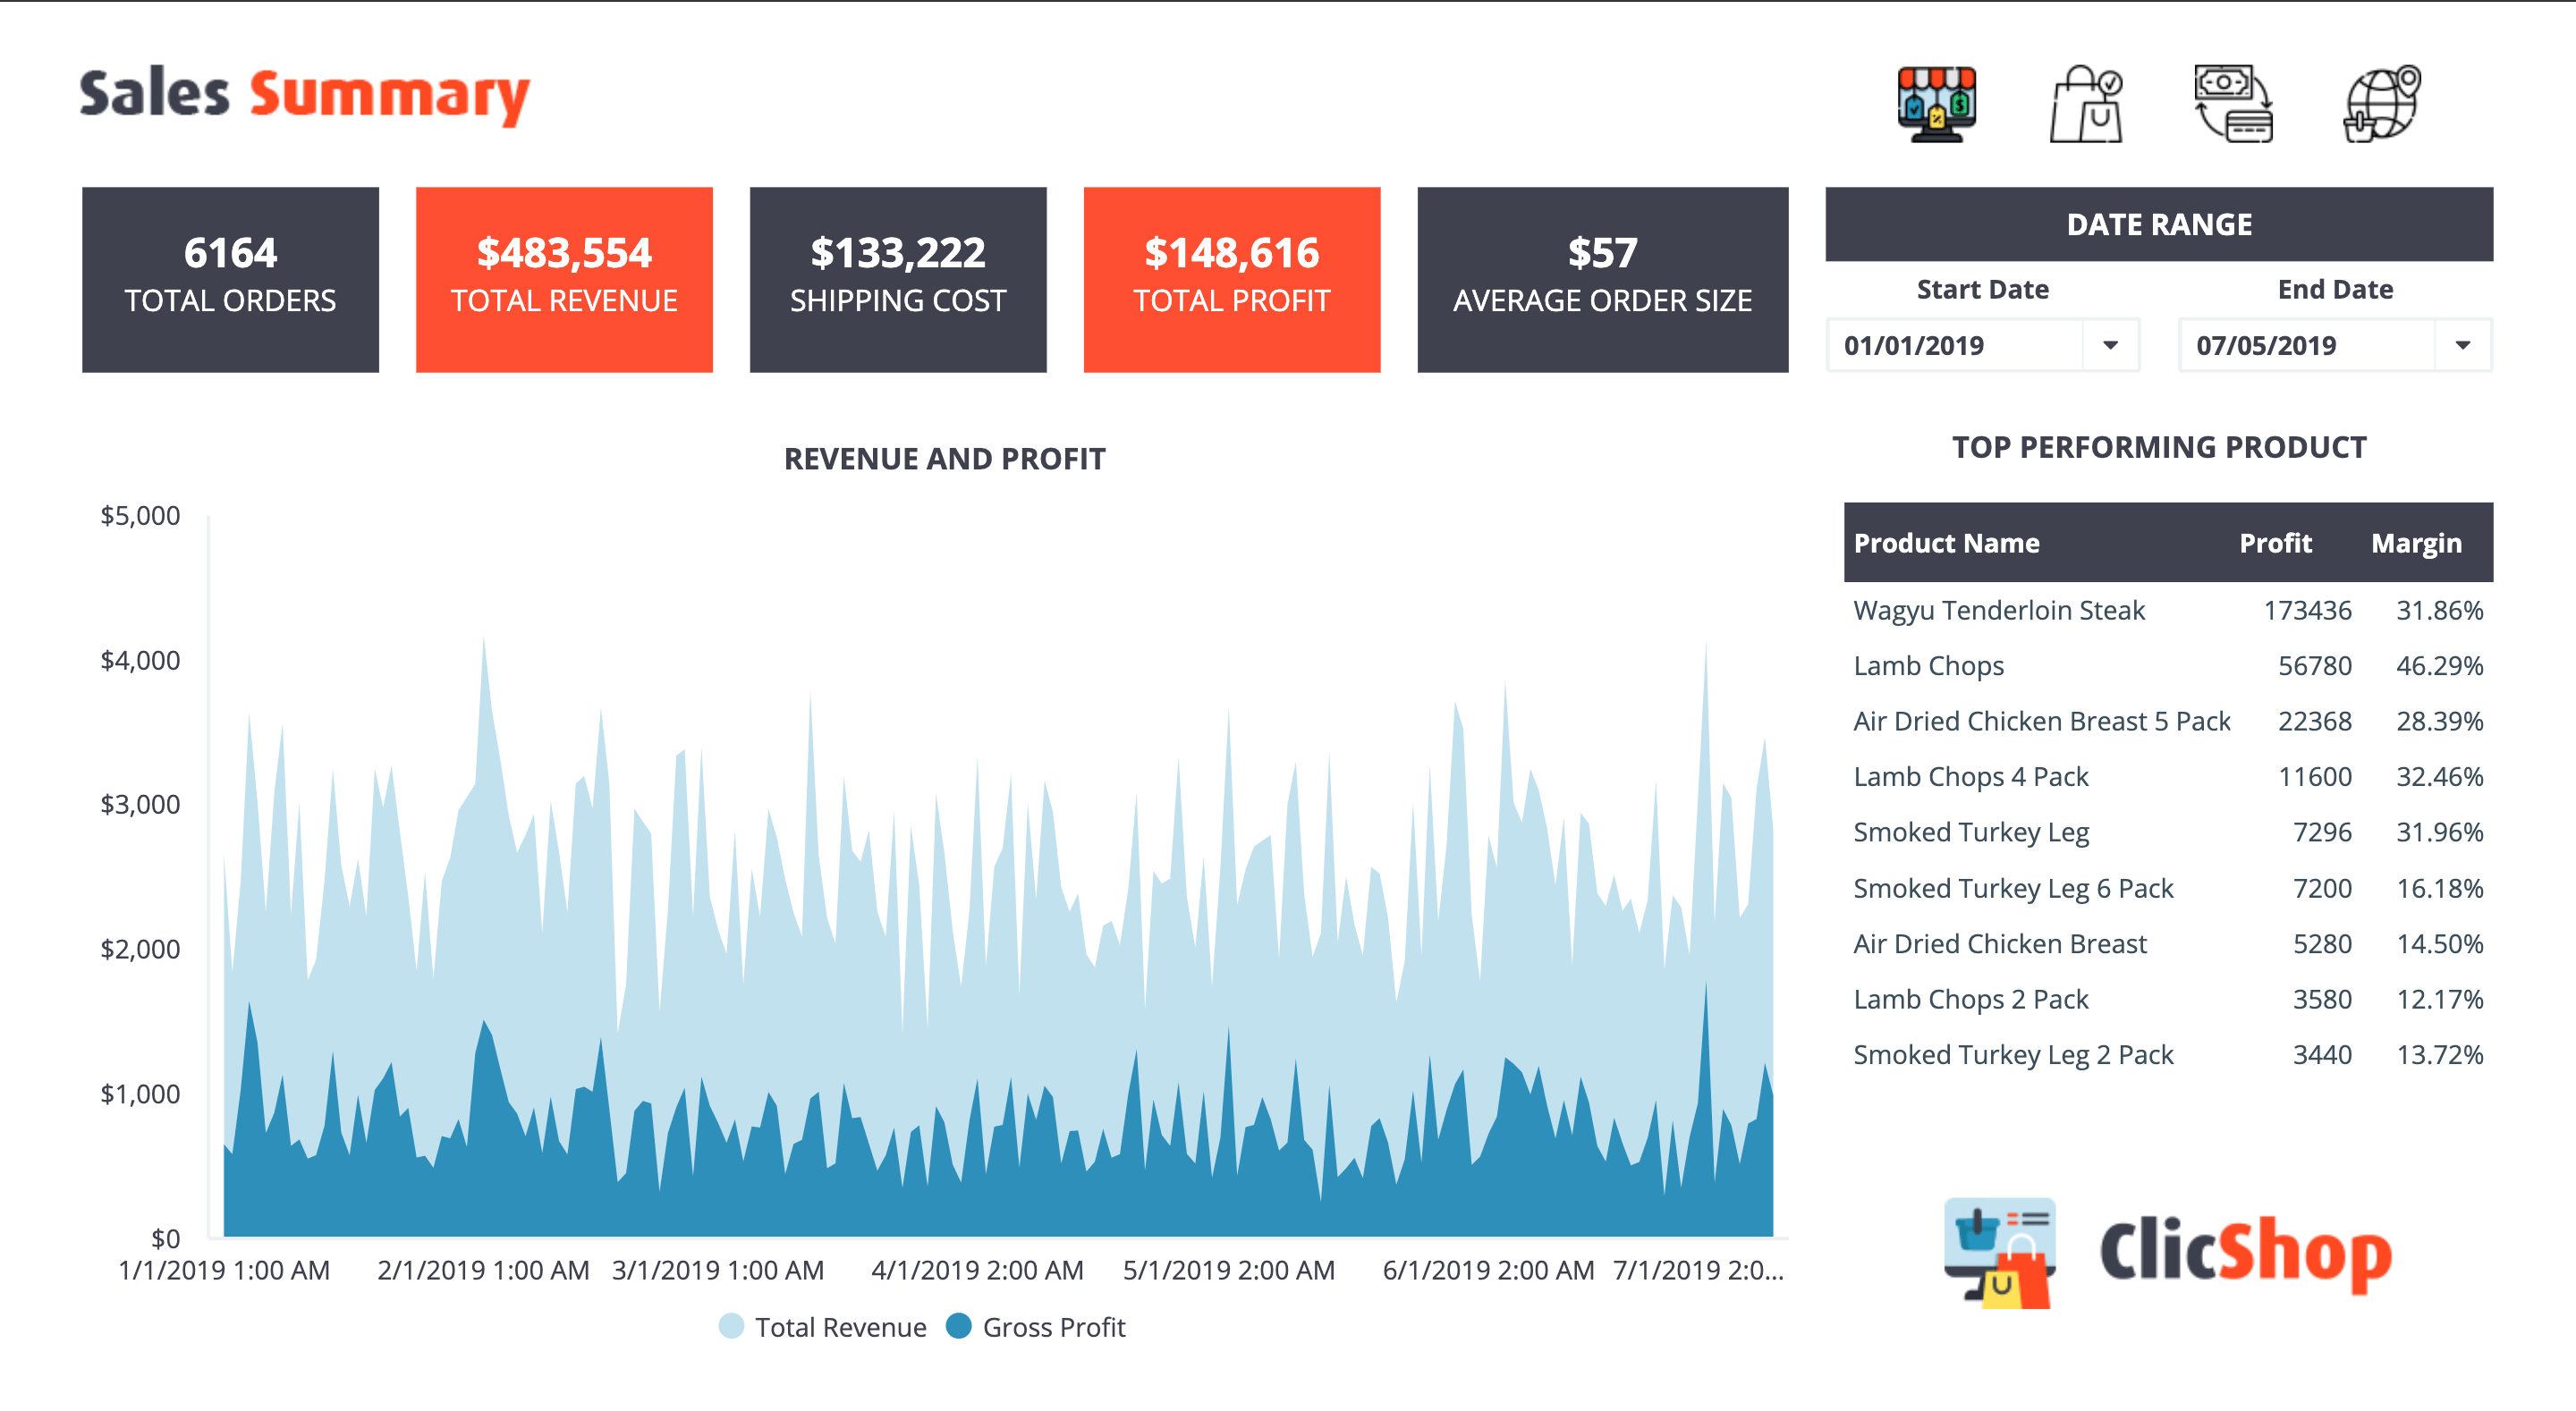 Sales Summary
6164
TOTAL ORDERS
$483,554
TOTAL REVENUE
$133,222
SHIPPING COST
$148,616
TOTAL PROFIT
$57
AVERAGE ORDER SIZE
DATE RANGE
Start Date
End Date
01/01/2019
07/05/2019
REVENUE AND PROFIT
$5,000
$4,000
$3,000
$2,000
$1,000
$0
1/1/2019 1:00 AM
2/1/2019 1:00 AM
3/1/2019 1:00 AM
4/1/2019 2:00 AM
5/1/2019 2:00 AM
6/1/2019 2:00 AM
7/1/2019 2:0...
Total Revenue
Gross Profit
TOP PERFORMING PRODUCT
Product Name Profit Margin
Wagyu Tenderloin Steak 173436 31.86%
Lamb Chops 56780 46.29%
Air Dried Chicken Breast 5 Pack 22368 28.39%
Lamb Chops 4 Pack 11600 32.46%
Smoked Turkey Leg 7296 31.96%
Smoked Turkey Leg 6 Pack 7200 16.18%
Air Dried Chicken Breast 5280 14.50%
Lamb Chops 2 Pack 3580 12.17%
Smoked Turkey Leg 2 Pack 3440 13.72%
ClicShop